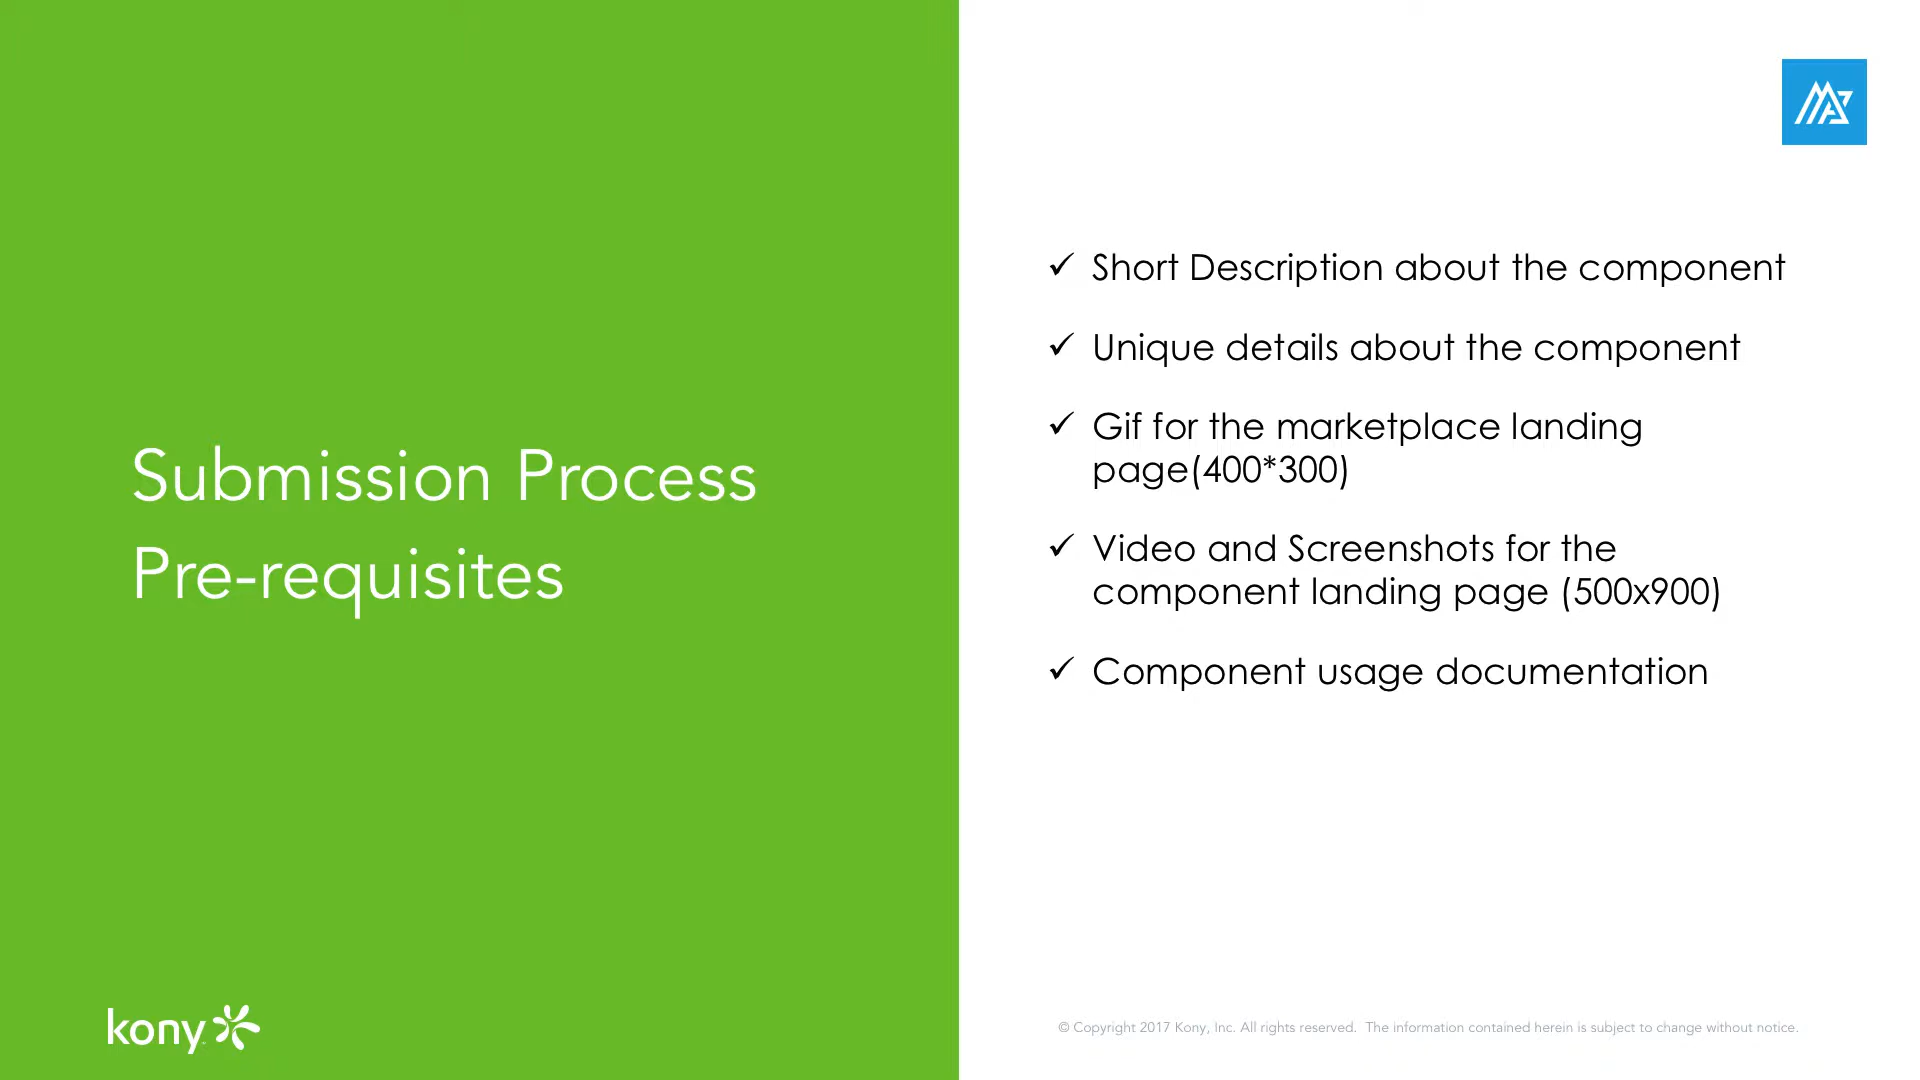 Submission Process
Pre-requisites
✓ Short Description about the component
✓ Unique details about the component
✓ Gif for the marketplace landing
page(400*300)
✓ Video and Screenshots for the
component landing page (500x900)
✓ Component usage documentation
kony
© Copyright 2017 Kony, Inc. All rights reserved. The information contained herein is subject to change without notice.